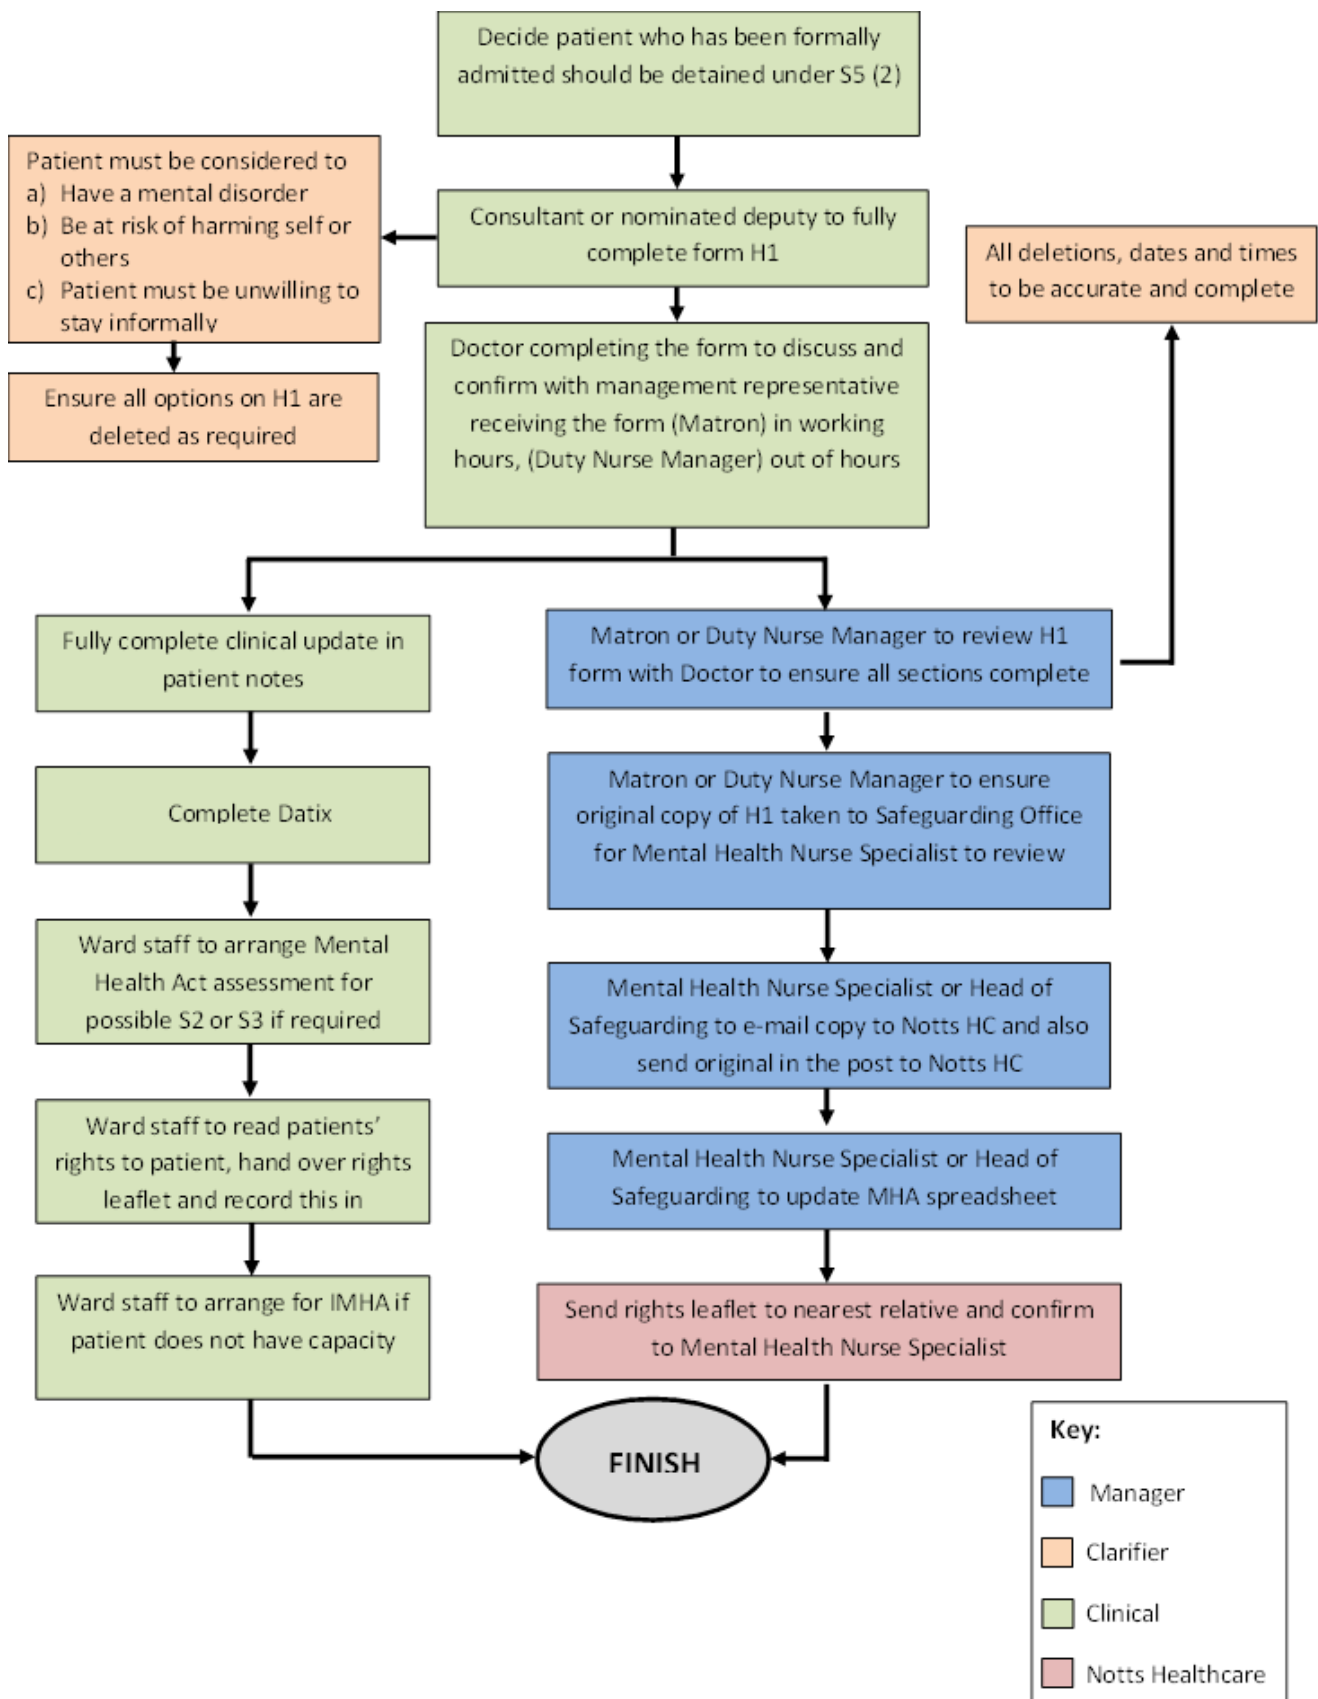 Decide patient who has been formally
admitted should be detained under S5 (2)
Patient must be considered to
a) Have a mental disorder
b) Be at risk of harming self or
others
c) Patient must be unwilling to
stay informally
Consultant or nominated deputy to fully
complete form H1
All deletions, dates and times
to be accurate and complete
Ensure all options on H1 are
deleted as required
Doctor completing the form to discuss and
confirm with management representative
receiving the form (Matron) in working
hours, (Duty Nurse Manager) out of hours
Fully complete clinical update in
patient notes
Complete Datix
Ward staff to arrange Mental
Health Act assessment for
possible S2 or S3 if required
Ward staff to read patients’
rights to patient, hand over rights
leaflet and record this in
Ward staff to arrange for IMHA if
patient does not have capacity
Matron or Duty Nurse Manager to review H1
form with Doctor to ensure all sections complete
Matron or Duty Nurse Manager to ensure
original copy of H1 taken to Safeguarding Office
for Mental Health Nurse Specialist to review
Mental Health Nurse Specialist or Head of
Safeguarding to e-mail copy to Notts HC and also
send original in the post to Notts HC
Mental Health Nurse Specialist or Head of
Safeguarding to update MHA spreadsheet
Send rights leaflet to nearest relative and confirm
to Mental Health Nurse Specialist
FINISH
Key:
Manager
Clarifier
Clinical
Notts Healthcare